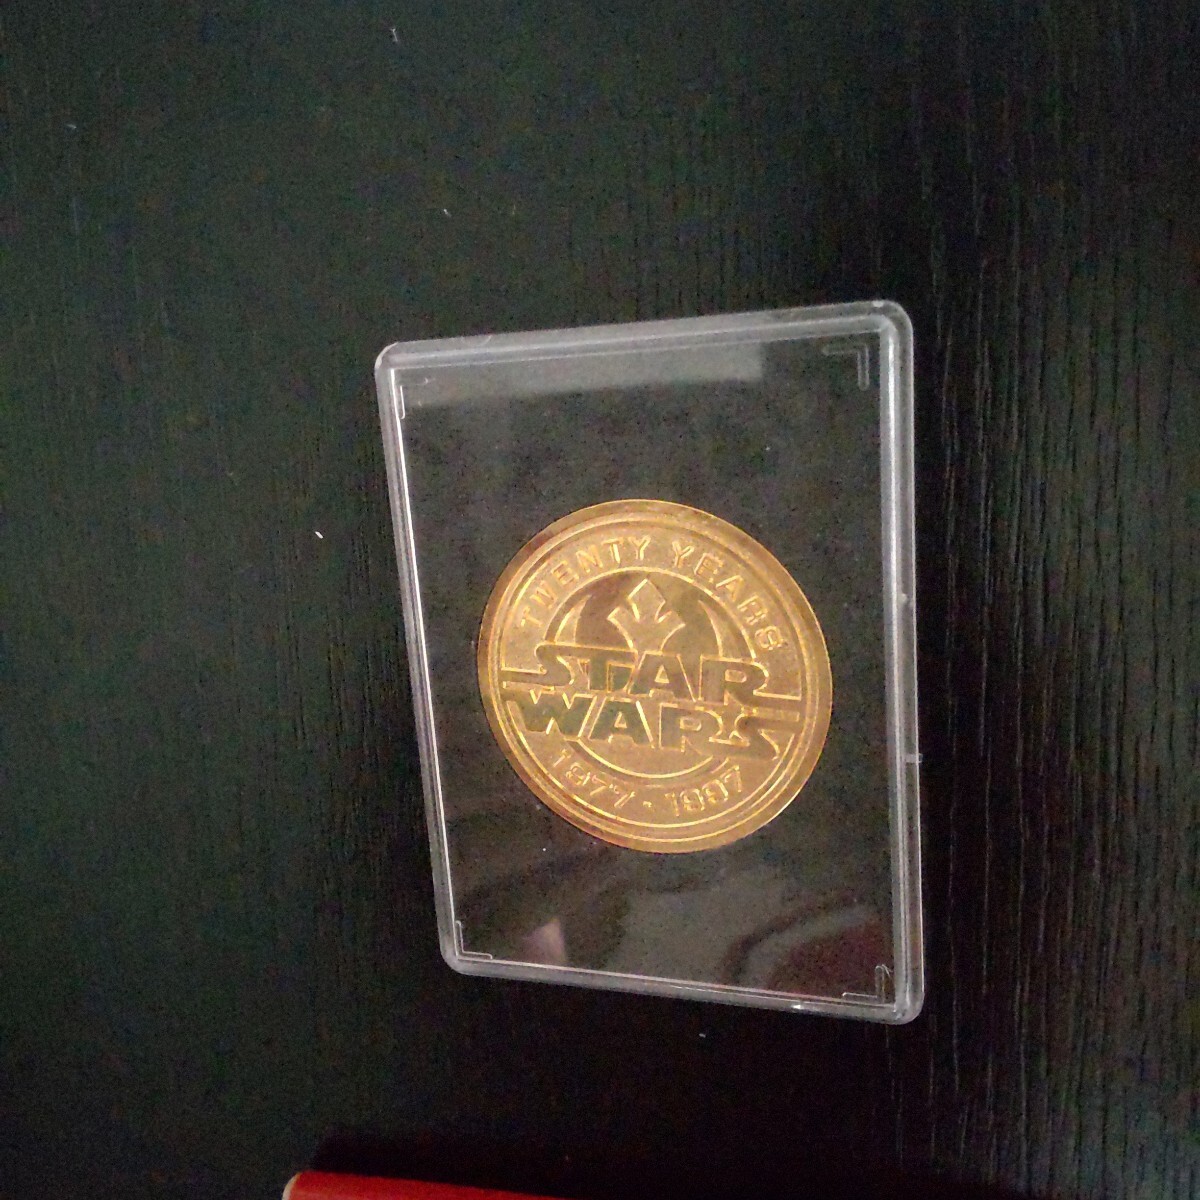 TWENTY YEARS
STAR
WARS
1977 · 1997